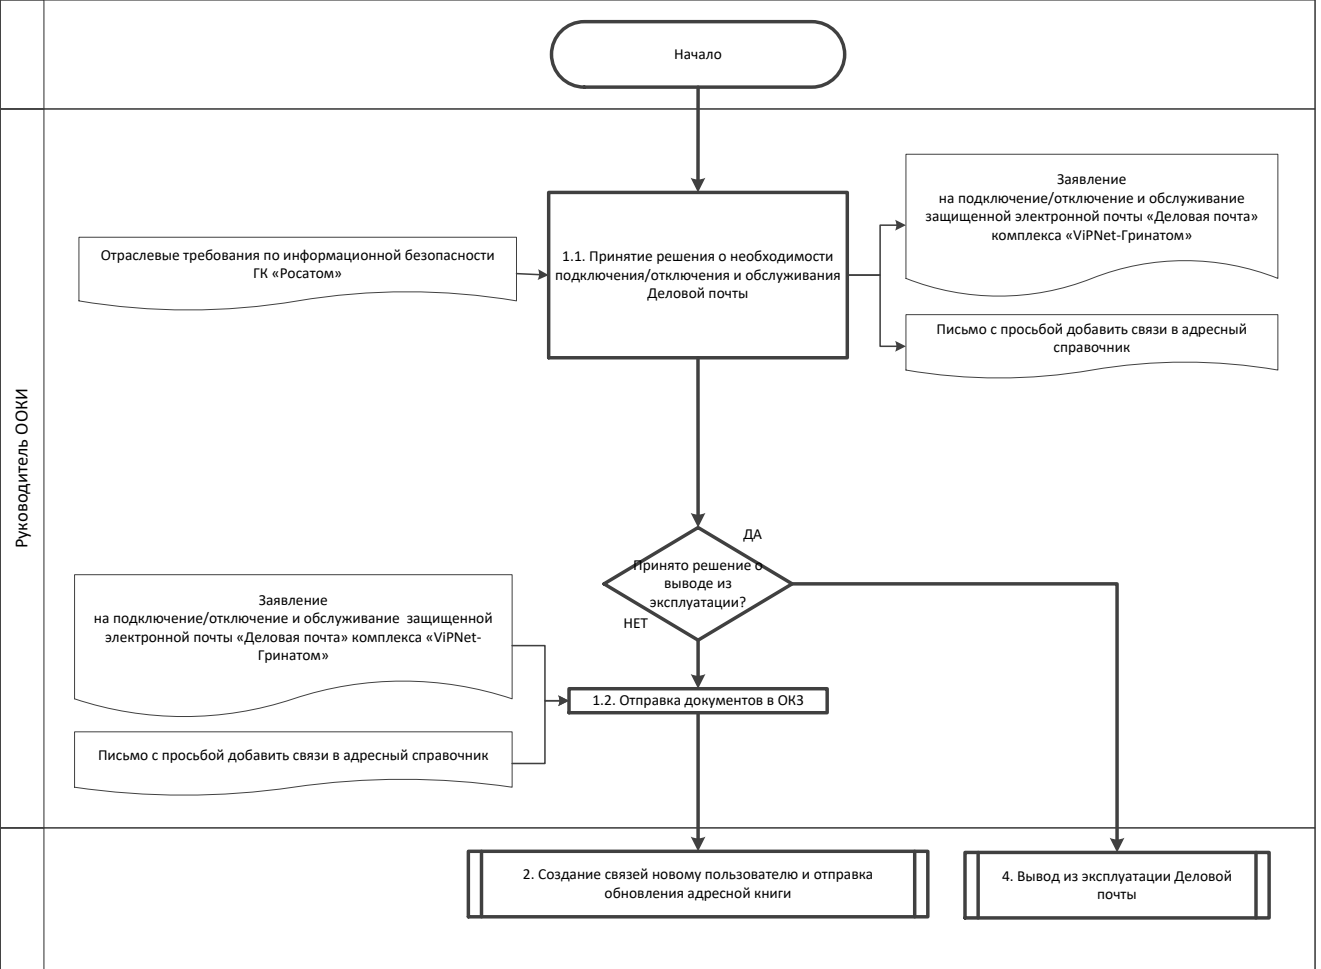 Начало
Руководитель ООКИ
Заявление
на подключение/отключение и обслуживание
защищенной электронной почты «Деловая почта»
комплекса «ViPNet-Гринатом»
Отраслевые требования по информационной безопасности
ГК «Росатом»
1.1. Принятие решения о необходимости
подключения/отключения и обслуживания
Деловой почты
Письмо с просьбой добавить связи в адресный
справочник
ДА
Принято решение о
выводе из
эксплуатации?
НЕТ
Заявление
на подключение/отключение и обслуживание защищенной
электронной почты «Деловая почта» комплекса «ViPNet-
Гринатом»
1.2. Отправка документов в ОКЗ
Письмо с просьбой добавить связи в адресный справочник
2. Создание связей новому пользователю и отправка
обновления адресной книги
4. Вывод из эксплуатации Деловой
почты